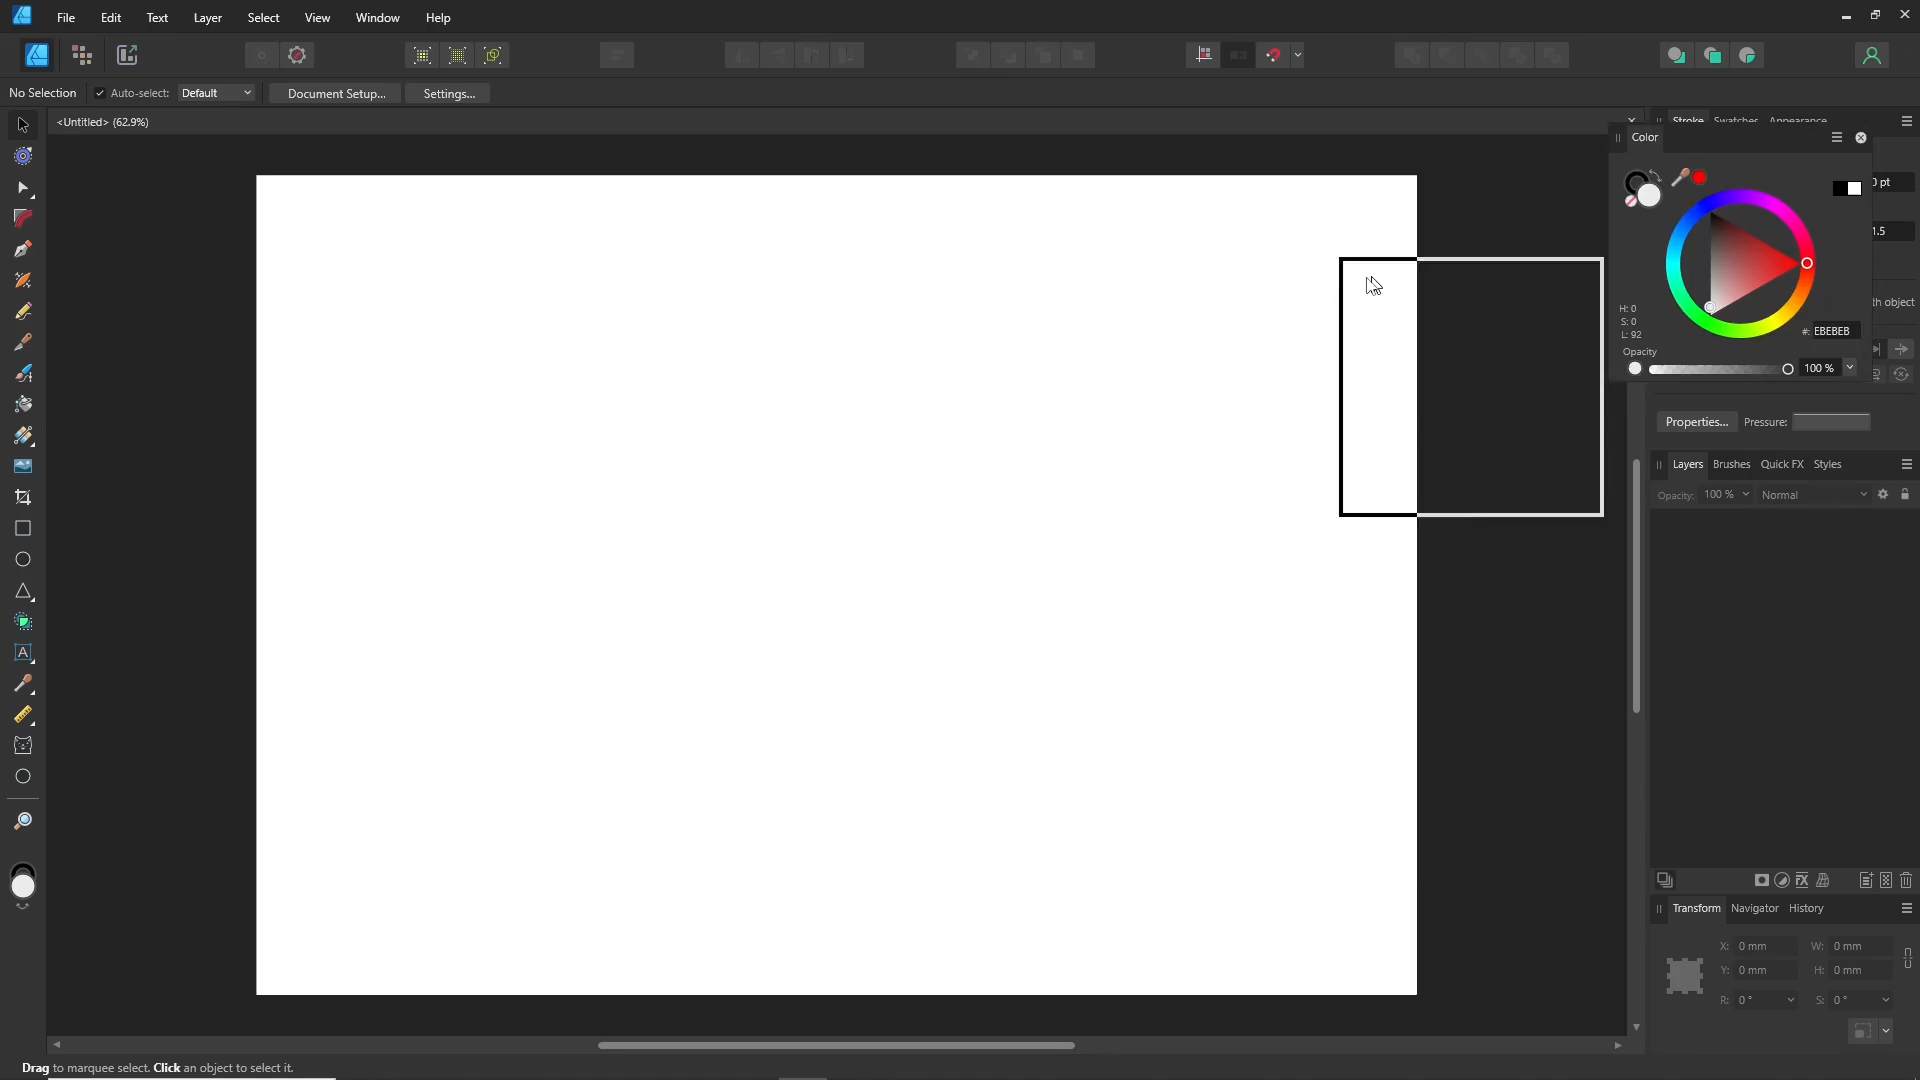 File Edit Text Layer Select View Window Help
No Selection Auto-select: Default Document Setup... Settings...
<Untitled> (62.9%)
Stroke Swatches Appearance
Color
0 pt
1.5
H: 0
S: 0
L: 92
#: EBEBEB
th object
Opacity
100 %
Properties... Pressure:
Layers Brushes Quick FX Styles
Opacity: 100 % Normal
Transform Navigator History
X: 0 mm W: 0 mm
Y: 0 mm H: 0 mm
R: 0 ° S: 0 °
Drag to marquee select. Click an object to select it.